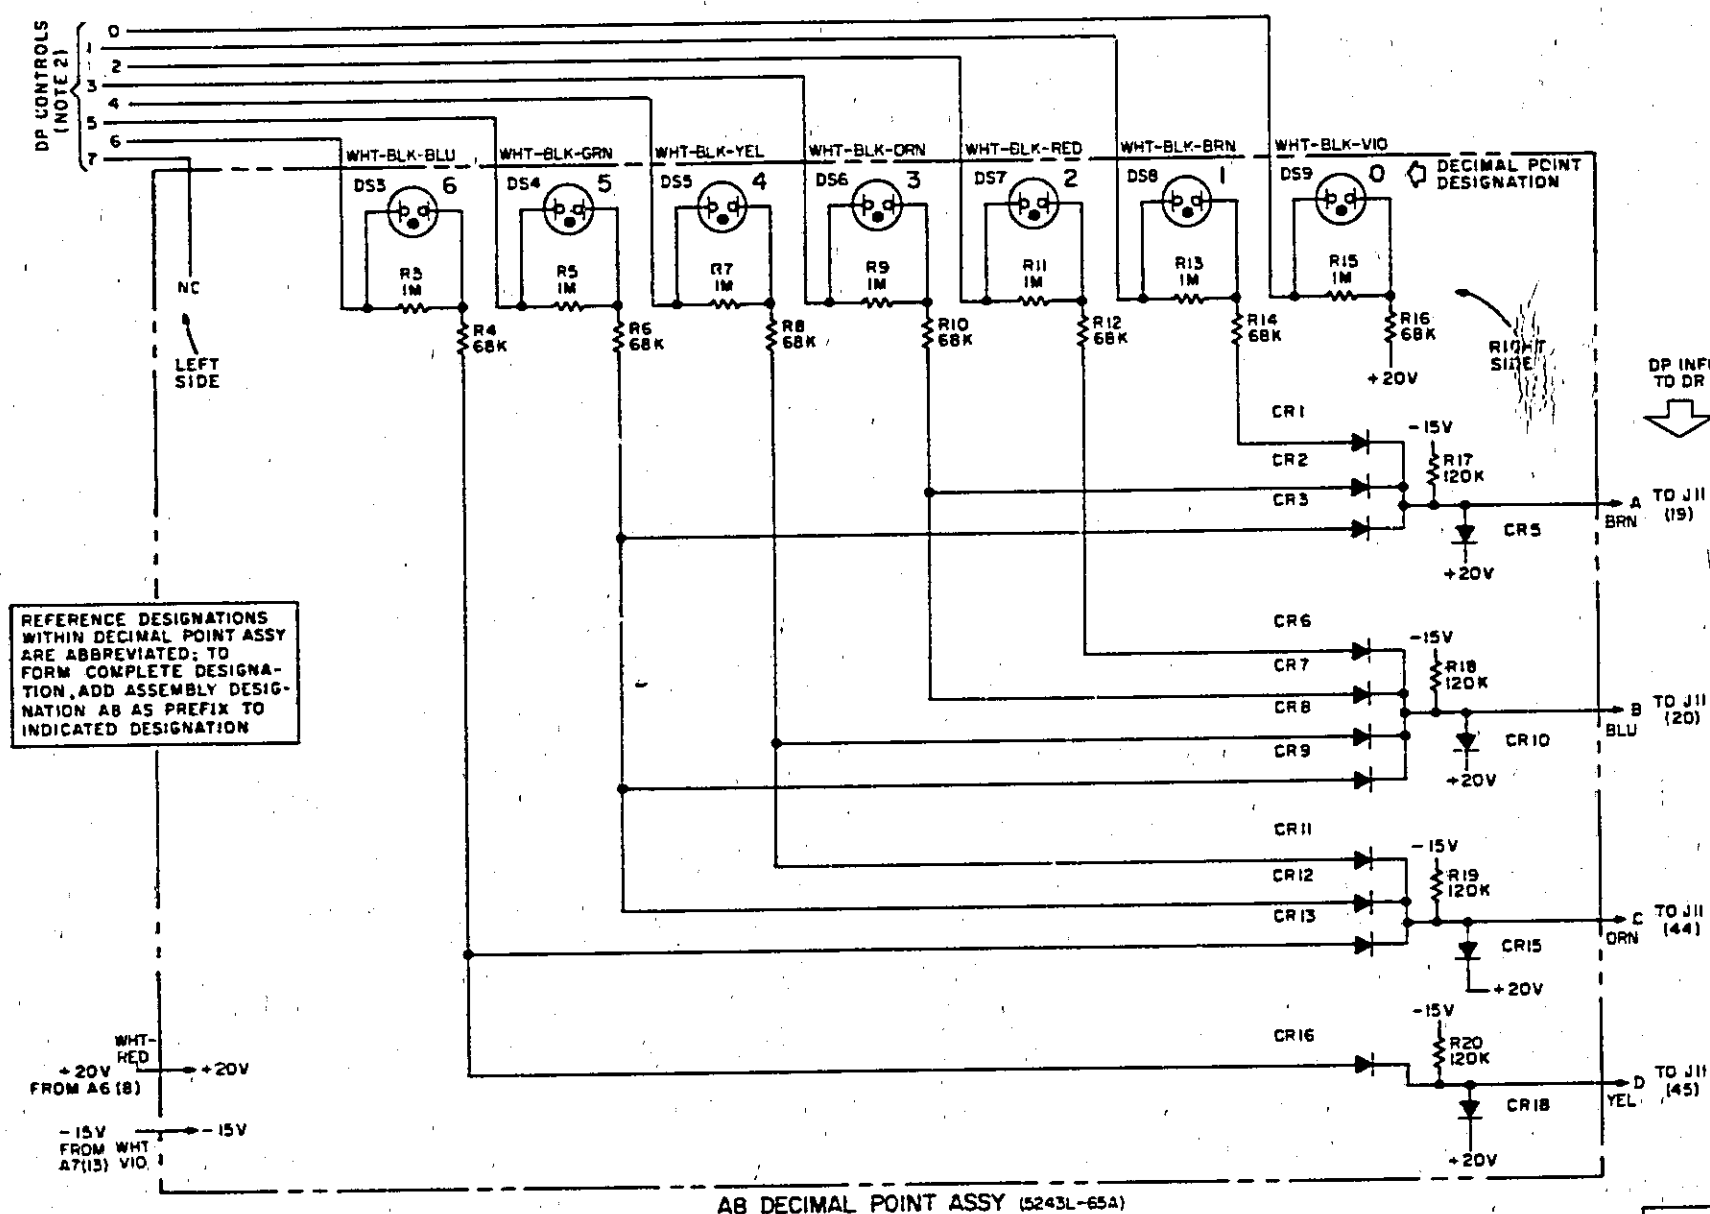 DP CONTROLS
(NOTE 2)
0
1
2
3
4
5
6
7
WHT-BLK-BLU
WHT-BLK-GRN
WHT-BLK-YEL
WHT-BLK-ORN
WHT-BLK-RED
WHT-BLK-BRN
WHT-BLK-VIO
DS3 6
DS4 5
DS5 4
DS6 3
DS7 2
DS8 1
DS9 0
DECIMAL POINT
DESIGNATION
R3
1M
R5
1M
R7
1M
R9
1M
R11
1M
R13
1M
R15
1M
NC
LEFT
SIDE
R4
68K
R6
68K
R8
68K
R10
68K
R12
68K
R14
68K
R16
68K
+20V
RIGHT
SIDE
DP INF
TO DR
CR1
CR2
CR3
-15V
R17
120K
CR5
+20V
A
BRN
TO J11
(19)
REFERENCE DESIGNATIONS
WITHIN DECIMAL POINT ASSY
ARE ABBREVIATED; TO
FORM COMPLETE DESIGNA-
TION, ADD ASSEMBLY DESIG-
NATION A8 AS PREFIX TO
INDICATED DESIGNATION
CR6
CR7
CR8
CR9
-15V
R18
120K
CR10
+20V
B
BLU
TO J11
(20)
CR11
CR12
CR13
-15V
R19
120K
CR15
+20V
C
ORN
TO J11
(44)
CR16
-15V
R20
120K
CR18
+20V
D
YEL
TO J11
(45)
WHT-
RED
+20V
FROM A6 (8)
+20V
-15V
FROM WHT
A7(13) VIO
-15V
A8 DECIMAL POINT ASSY (5243L-65A)